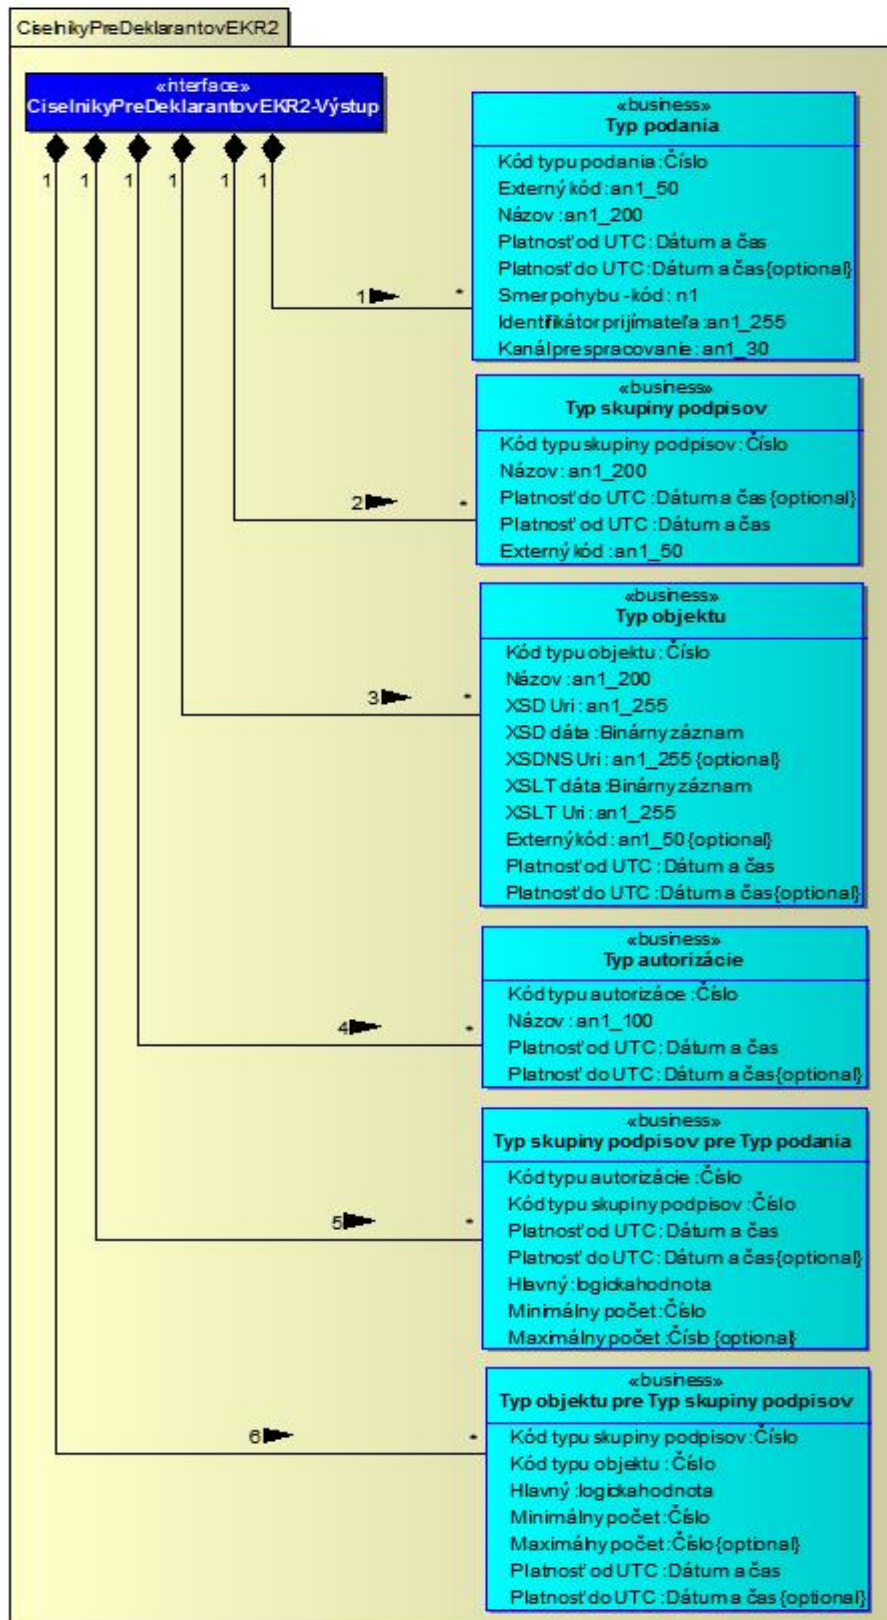 CiselnikyPreDeklarantovEKR2
«interface»
CiselnikyPreDeklarantovEKR2-Výstup
1 1 1 1 1 1
«business»
Typ podania
Kód typu podania :Číslo
Externý kód :an1_50
Názov :an1_200
Platnosť od UTC :Dátum a čas
Platnosť do UTC :Dátum a čas{optional}
Smer pohybu - kód : n1
Identifikátor prijímateľa :an1_255
Kanál pre spracovanie : an1_30
1 *
«business»
Typ skupiny podpisov
Kód typu skupiny podpisov :Číslo
Názov :an1_200
Platnosť do UTC :Dátum a čas {optional}
Platnosť od UTC :Dátum a čas
Externý kód :an1_50
2 *
«business»
Typ objektu
Kód typu objektu :Číslo
Názov :an1_200
XSD Uri :an1_255
XSD dáta :Binárny záznam
XSDNS Uri :an1_255 {optional}
XSLT dáta :Binárny záznam
XSLT Uri :an1_255
Externý kód :an1_50 {optional}
Platnosť od UTC :Dátum a čas
Platnosť do UTC :Dátum a čas{optional}
3 *
«business»
Typ autorizácie
Kód typu autorizáce :Číslo
Názov :an1_100
Platnosť od UTC :Dátum a čas
Platnosť do UTC :Dátum a čas{optional}
4 *
«business»
Typ skupiny podpisov pre Typ podania
Kód typu autorizácie :Číslo
Kód typu skupiny podpisov :Číslo
Platnosť od UTC :Dátum a čas
Platnosť do UTC :Dátum a čas{optional}
Hlavný :logicka hodnota
Minimálny počet :Číslo
Maximálny počet :Číslo {optional}
5 *
«business»
Typ objektu pre Typ skupiny podpisov
Kód typu skupiny podpisov :Číslo
Kód typu objektu :Číslo
Hlavný :logicka hodnota
Minimálny počet :Číslo
Maximálny počet :Číslo {optional}
Platnosť od UTC :Dátum a čas
Platnosť do UTC :Dátum a čas {optional}
6 *